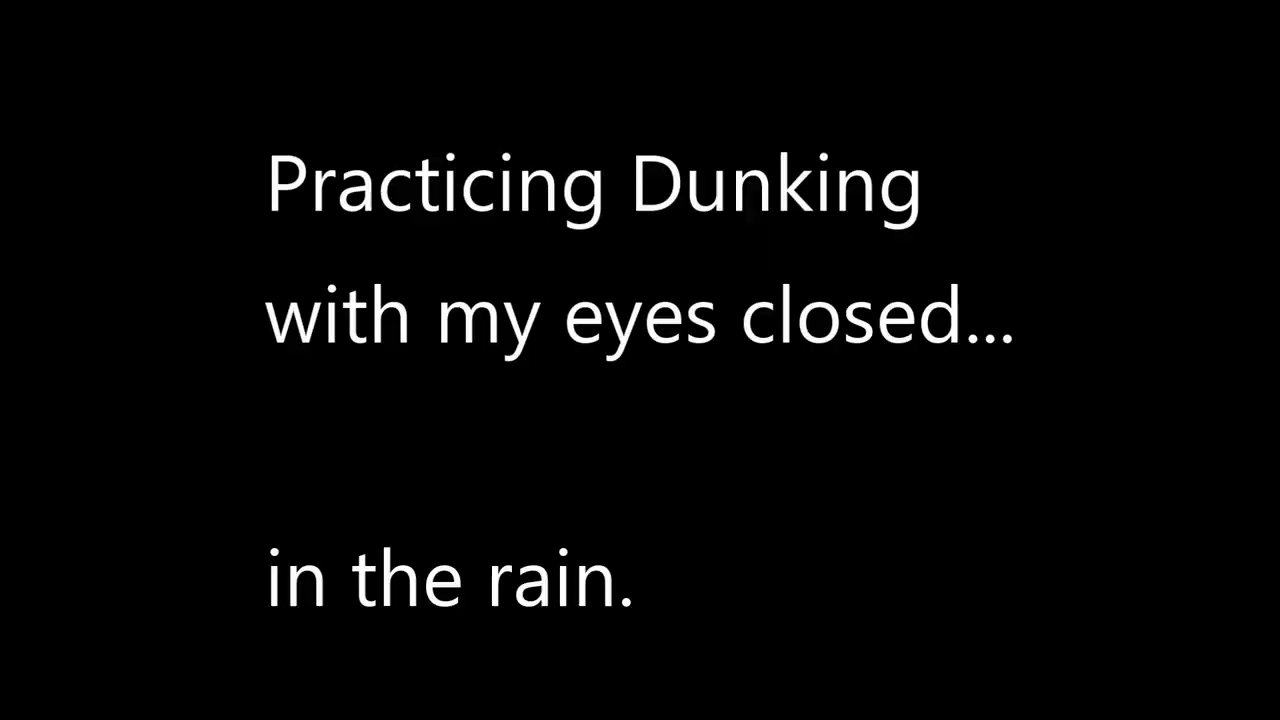 Practicing Dunking
with my eyes closed...
in the rain.